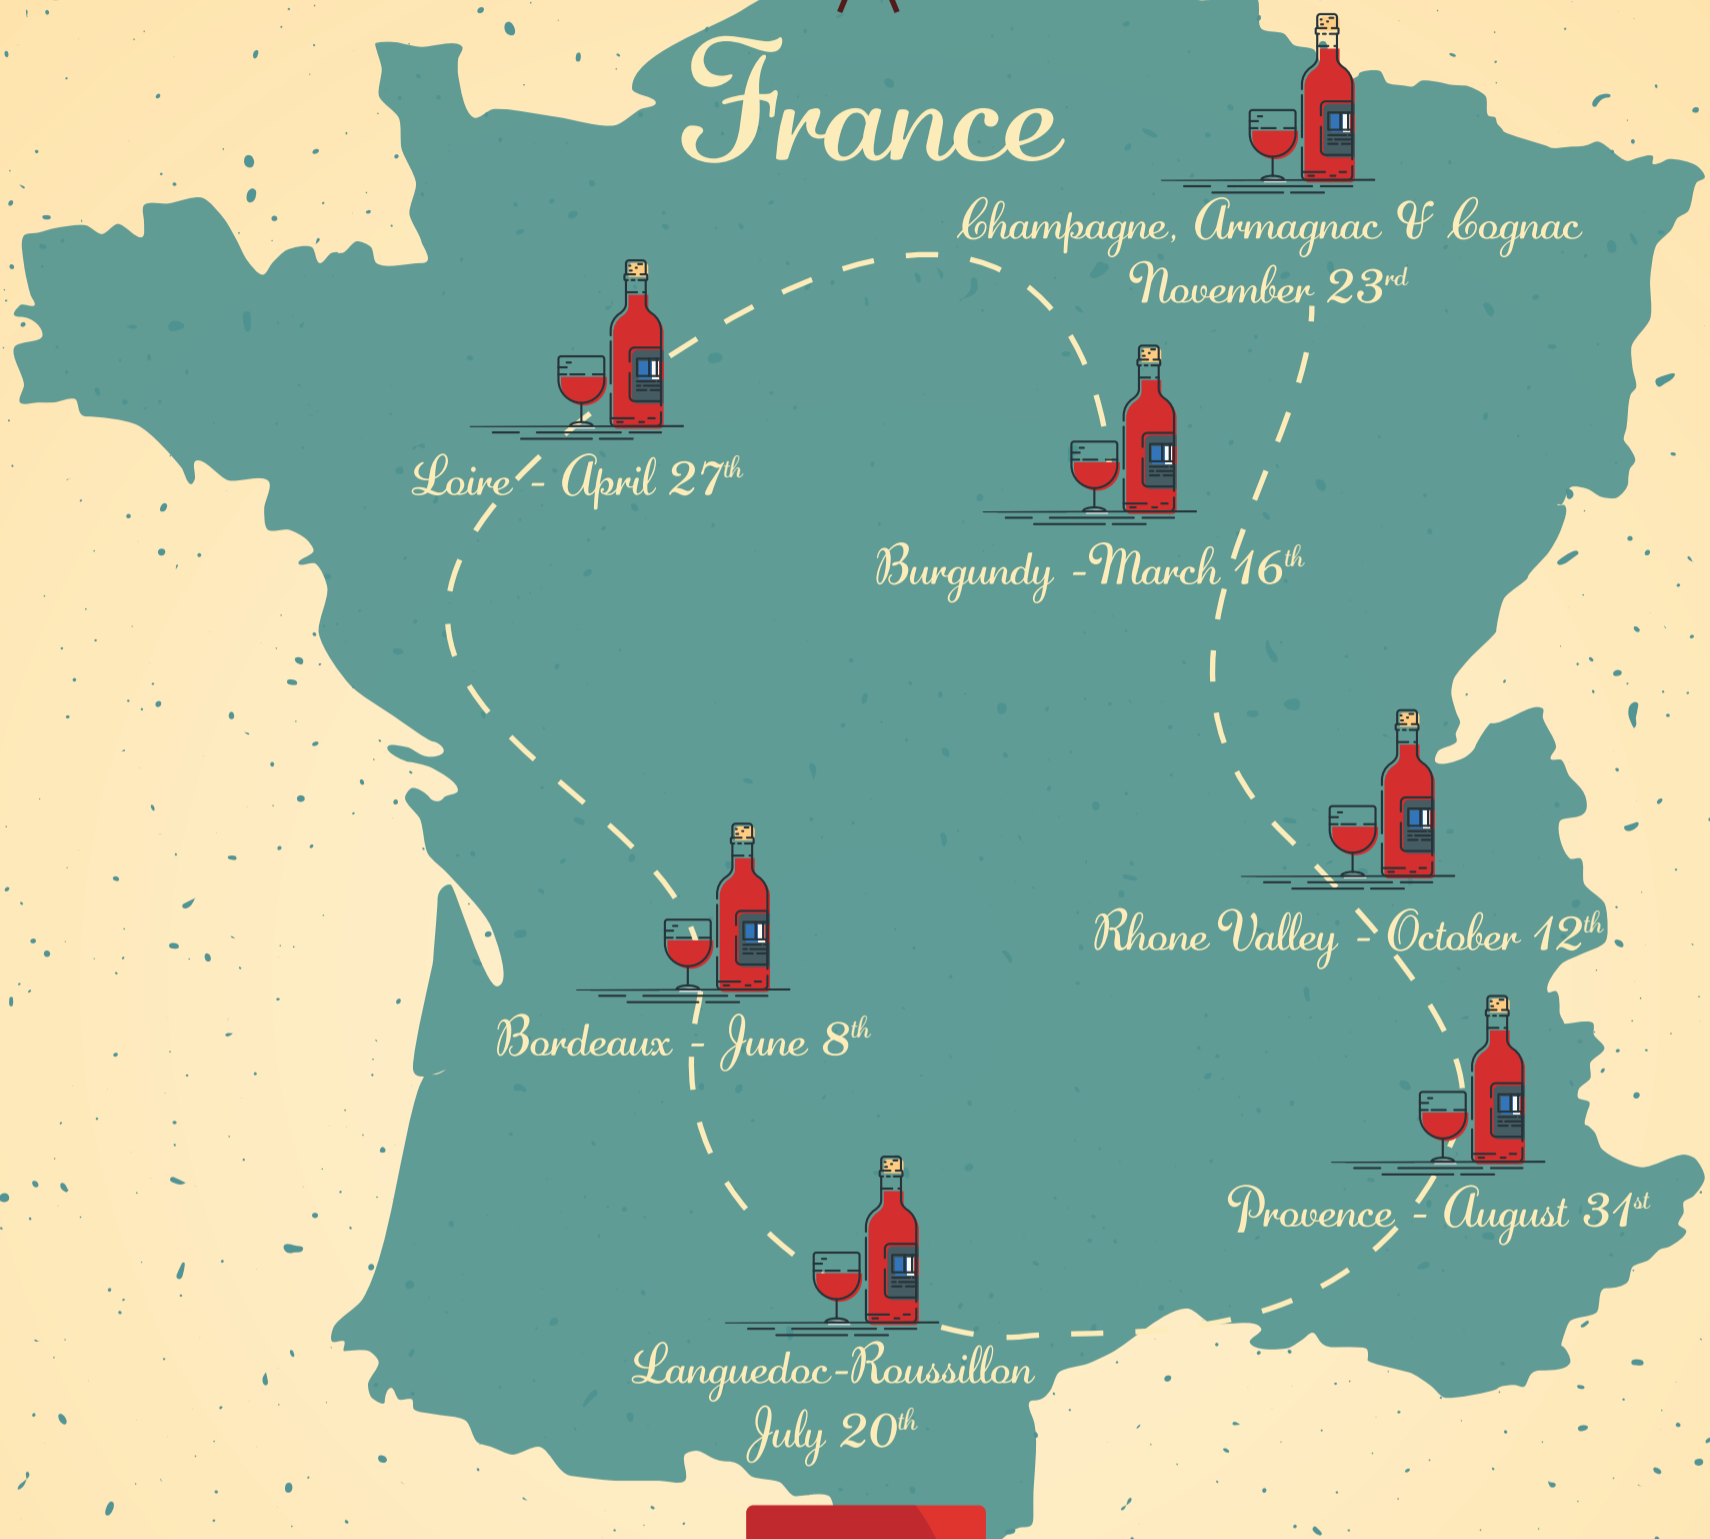 France
Champagne, Armagnac & Cognac
November 23rd
Loire - April 27th
Burgundy - March 16th
Rhone Valley - October 12th
Bordeaux - June 8th
Provence - August 31st
Languedoc-Roussillon
July 20th